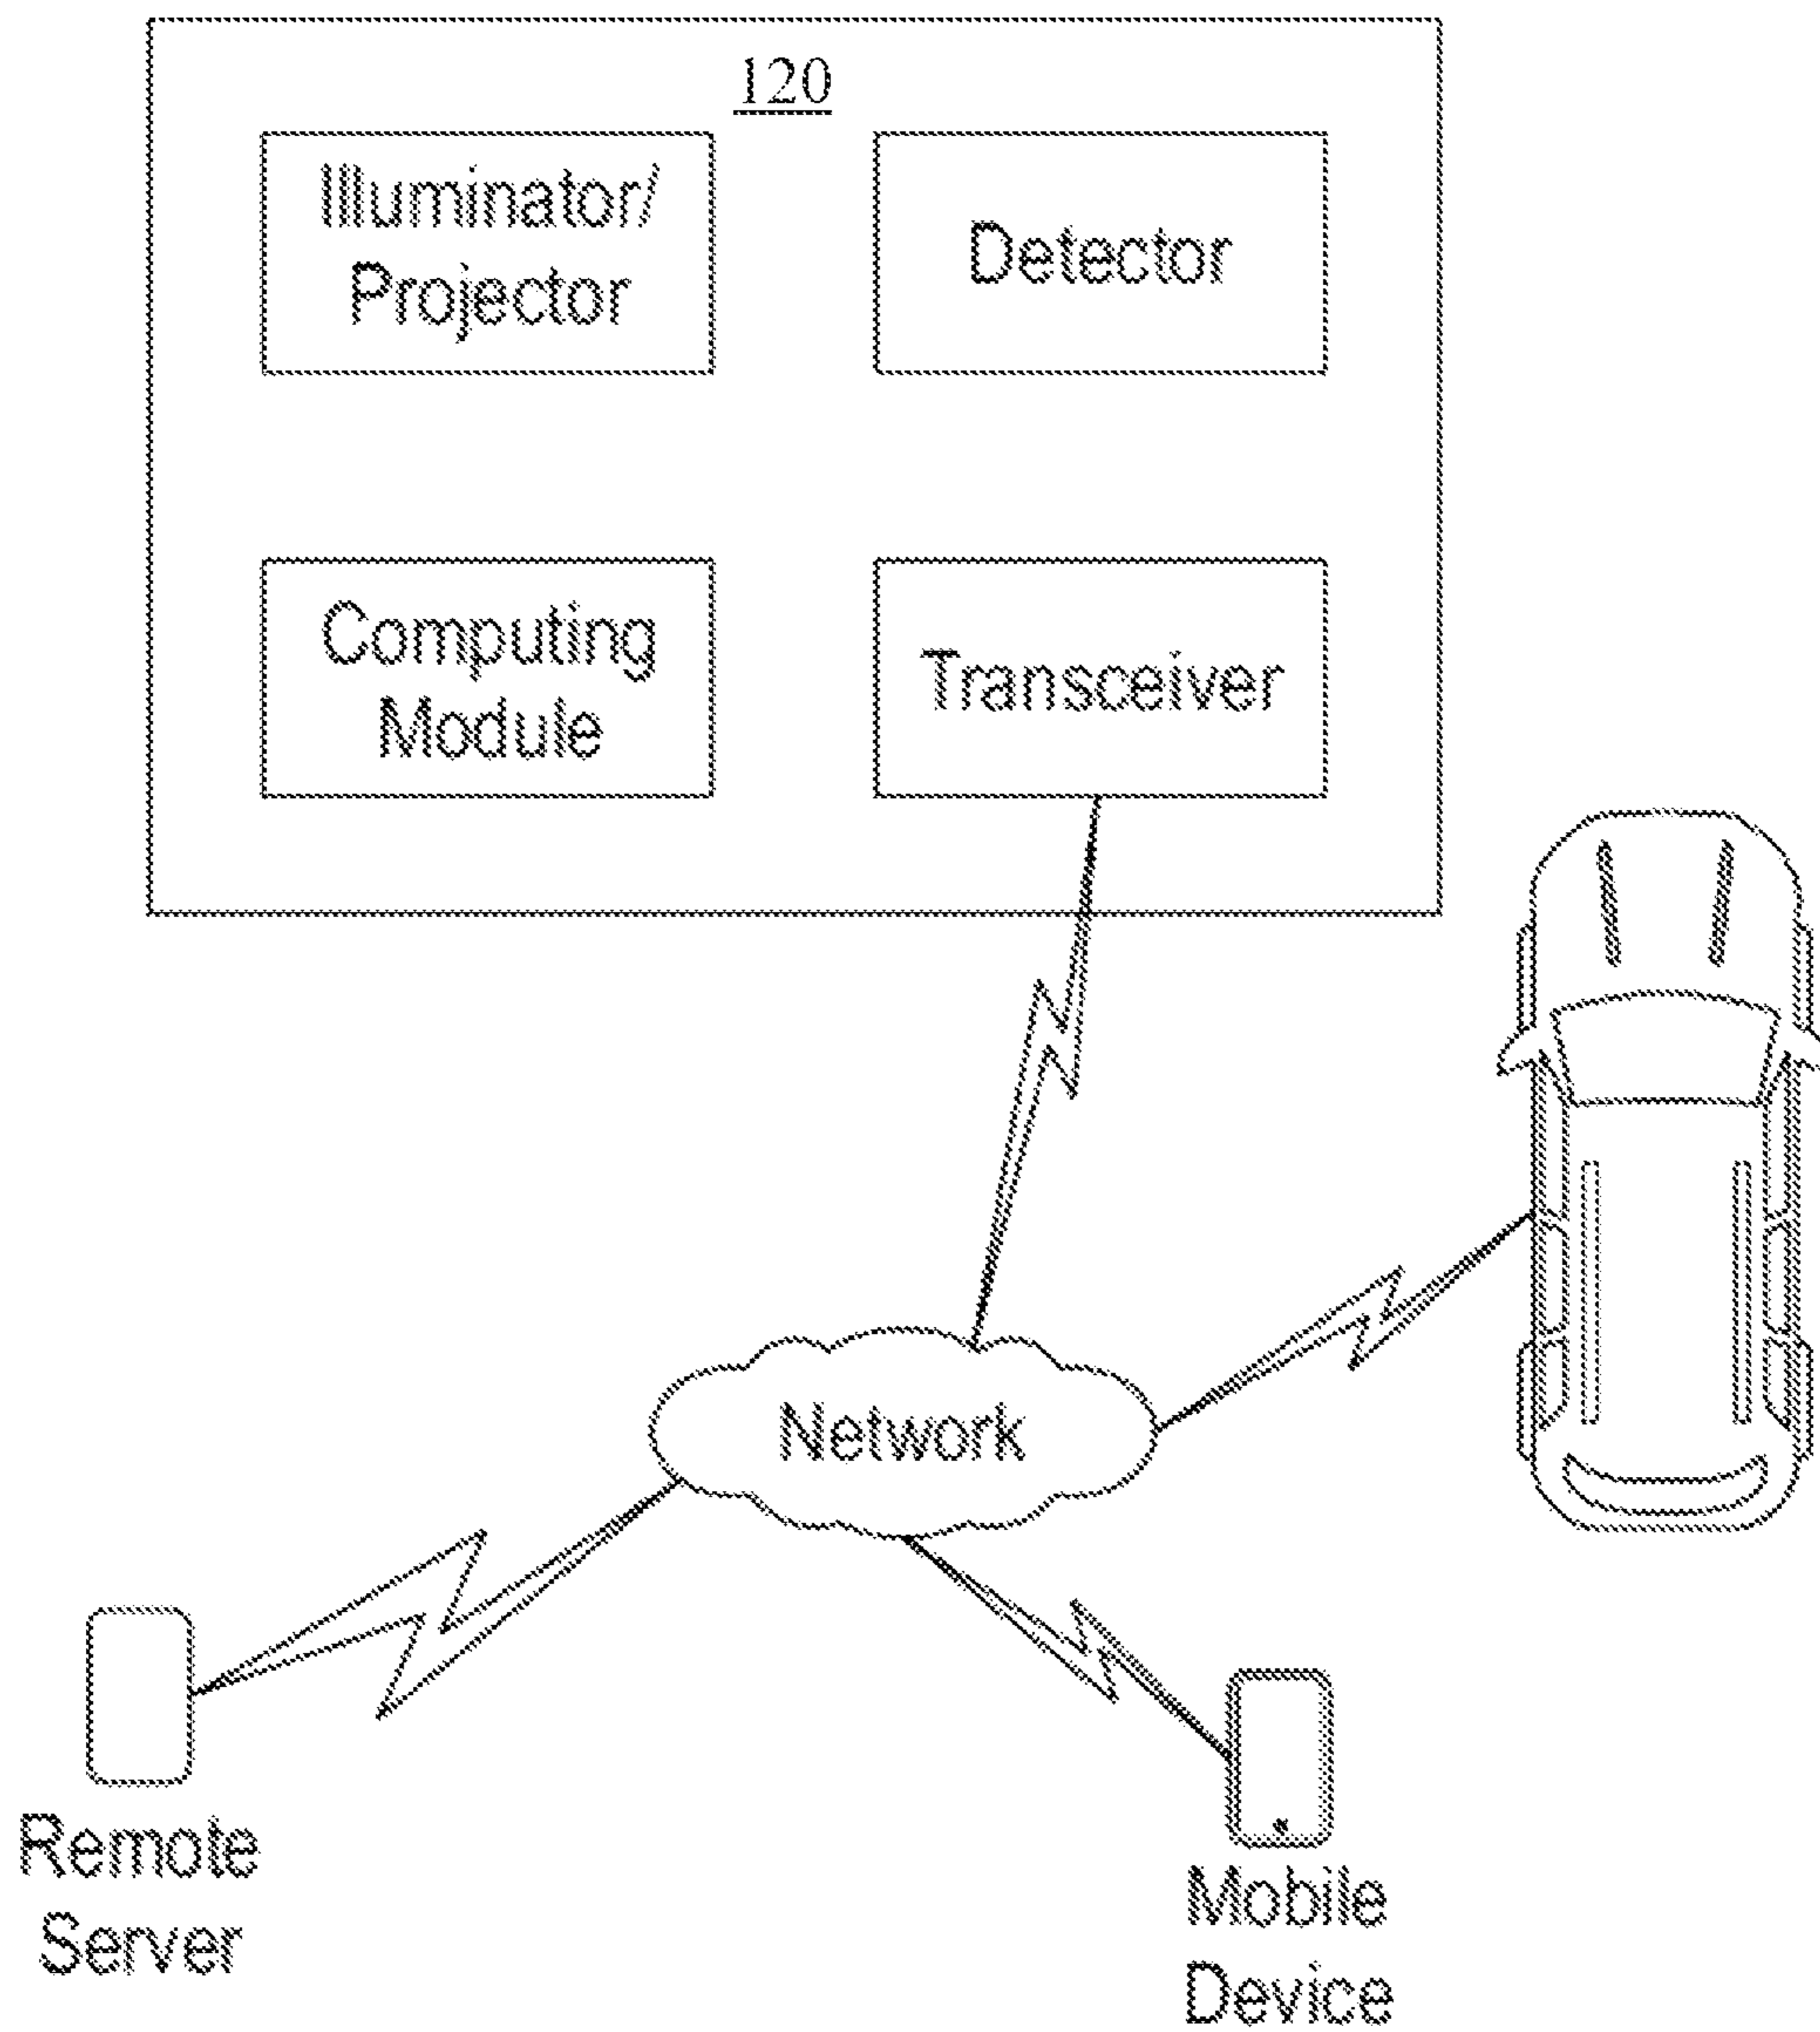 120
Illuminator/
Projector
Detector
Computing
Module
Transceiver
Network
Remote
Server
Mobile
Device